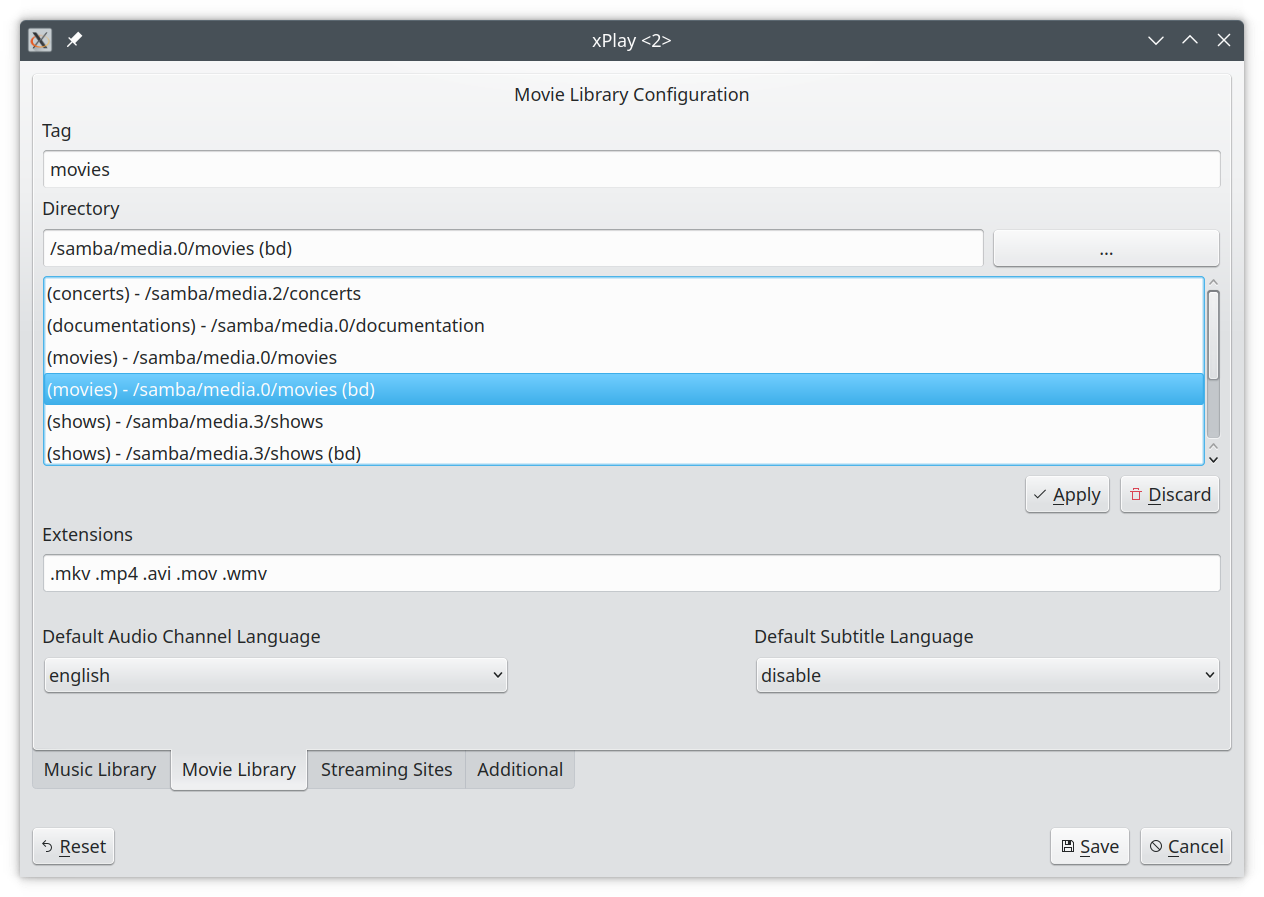 xPlay <2>
Movie Library Configuration
Tag
movies
Directory
/samba/media.0/movies (bd)
...
(concerts) - /samba/media.2/concerts
(documentations) - /samba/media.0/documentation
(movies) - /samba/media.0/movies
(movies) - /samba/media.0/movies (bd)
(shows) - /samba/media.3/shows
(shows) - /samba/media.3/shows (bd)
Apply
Discard
Extensions
.mkv .mp4 .avi .mov .wmv
Default Audio Channel Language
Default Subtitle Language
english
disable
Music Library
Movie Library
Streaming Sites
Additional
Reset
Save
Cancel